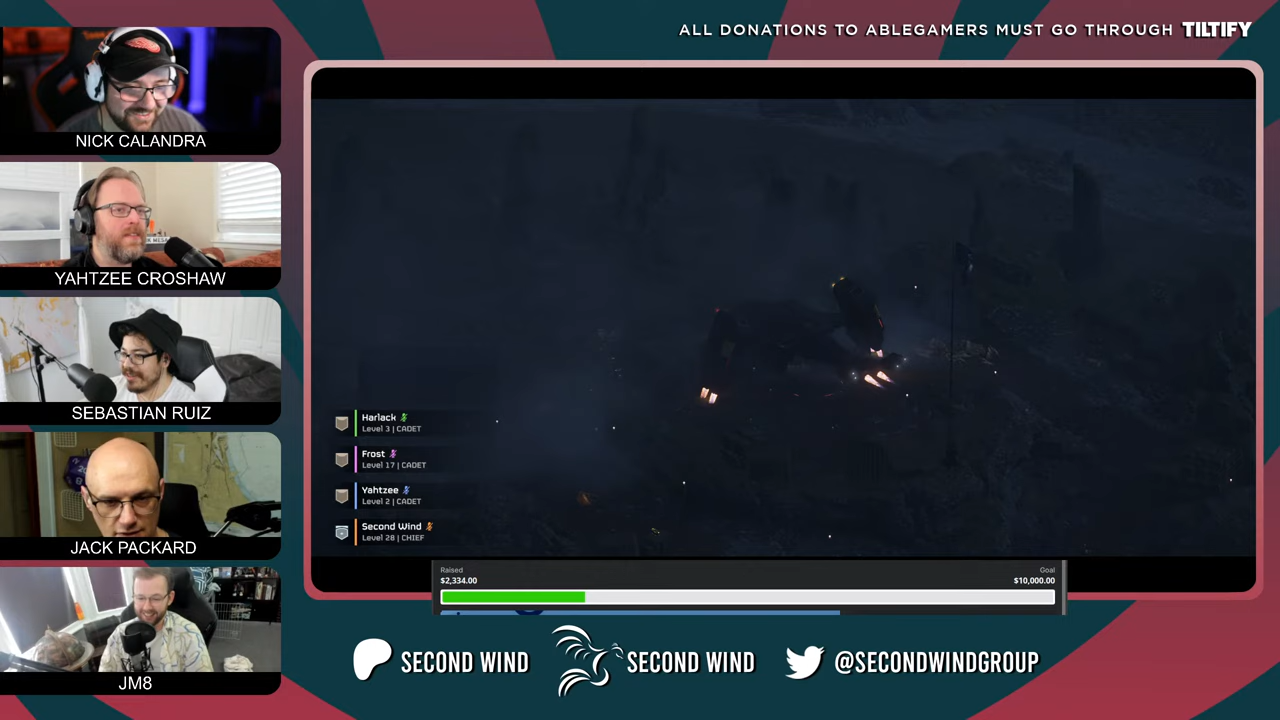 ALL DONATIONS TO ABLEGAMERS MUST GO THROUGH TILTIFY
NICK CALANDRA
YAHTZEE CROSHAW
SEBASTIAN RUIZ
JACK PACKARD
JM8
Harlack
Level 3 | CADET
Frost
Level 17 | CADET
Yahtzee
Level 2 | CADET
Second Wind
Level 28 | CHIEF
Raised Goal
$2,334.00 $10,000.00
SECOND WIND SECOND WIND @SECONDWINDGROUP